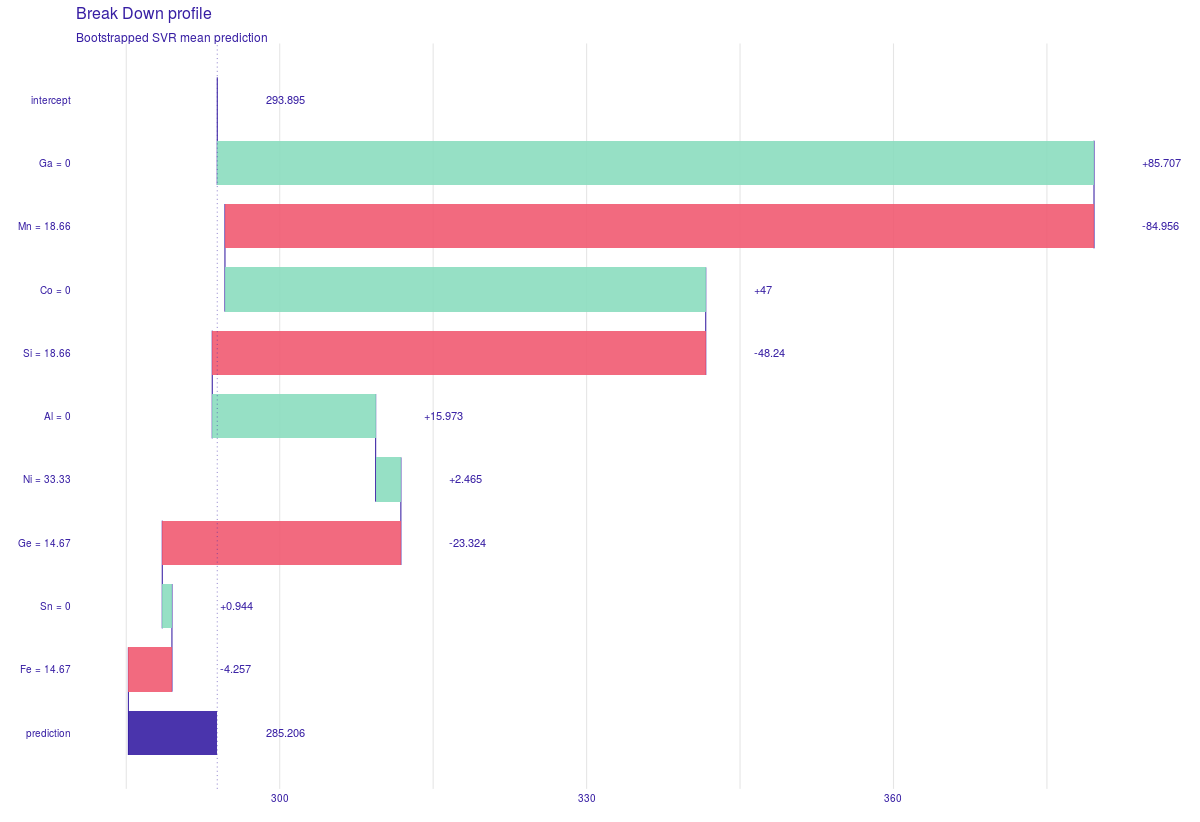 Break Down profile
Bootstrapped SVR mean prediction
intercept 293.895
Ga = 0 +85.707
Mn = 18.66 -84.956
Co = 0 +47
Si = 18.66 -48.24
Al = 0 +15.973
Ni = 33.33 +2.465
Ge = 14.67 -23.324
Sn = 0 +0.944
Fe = 14.67 -4.257
prediction 285.206
300 330 360